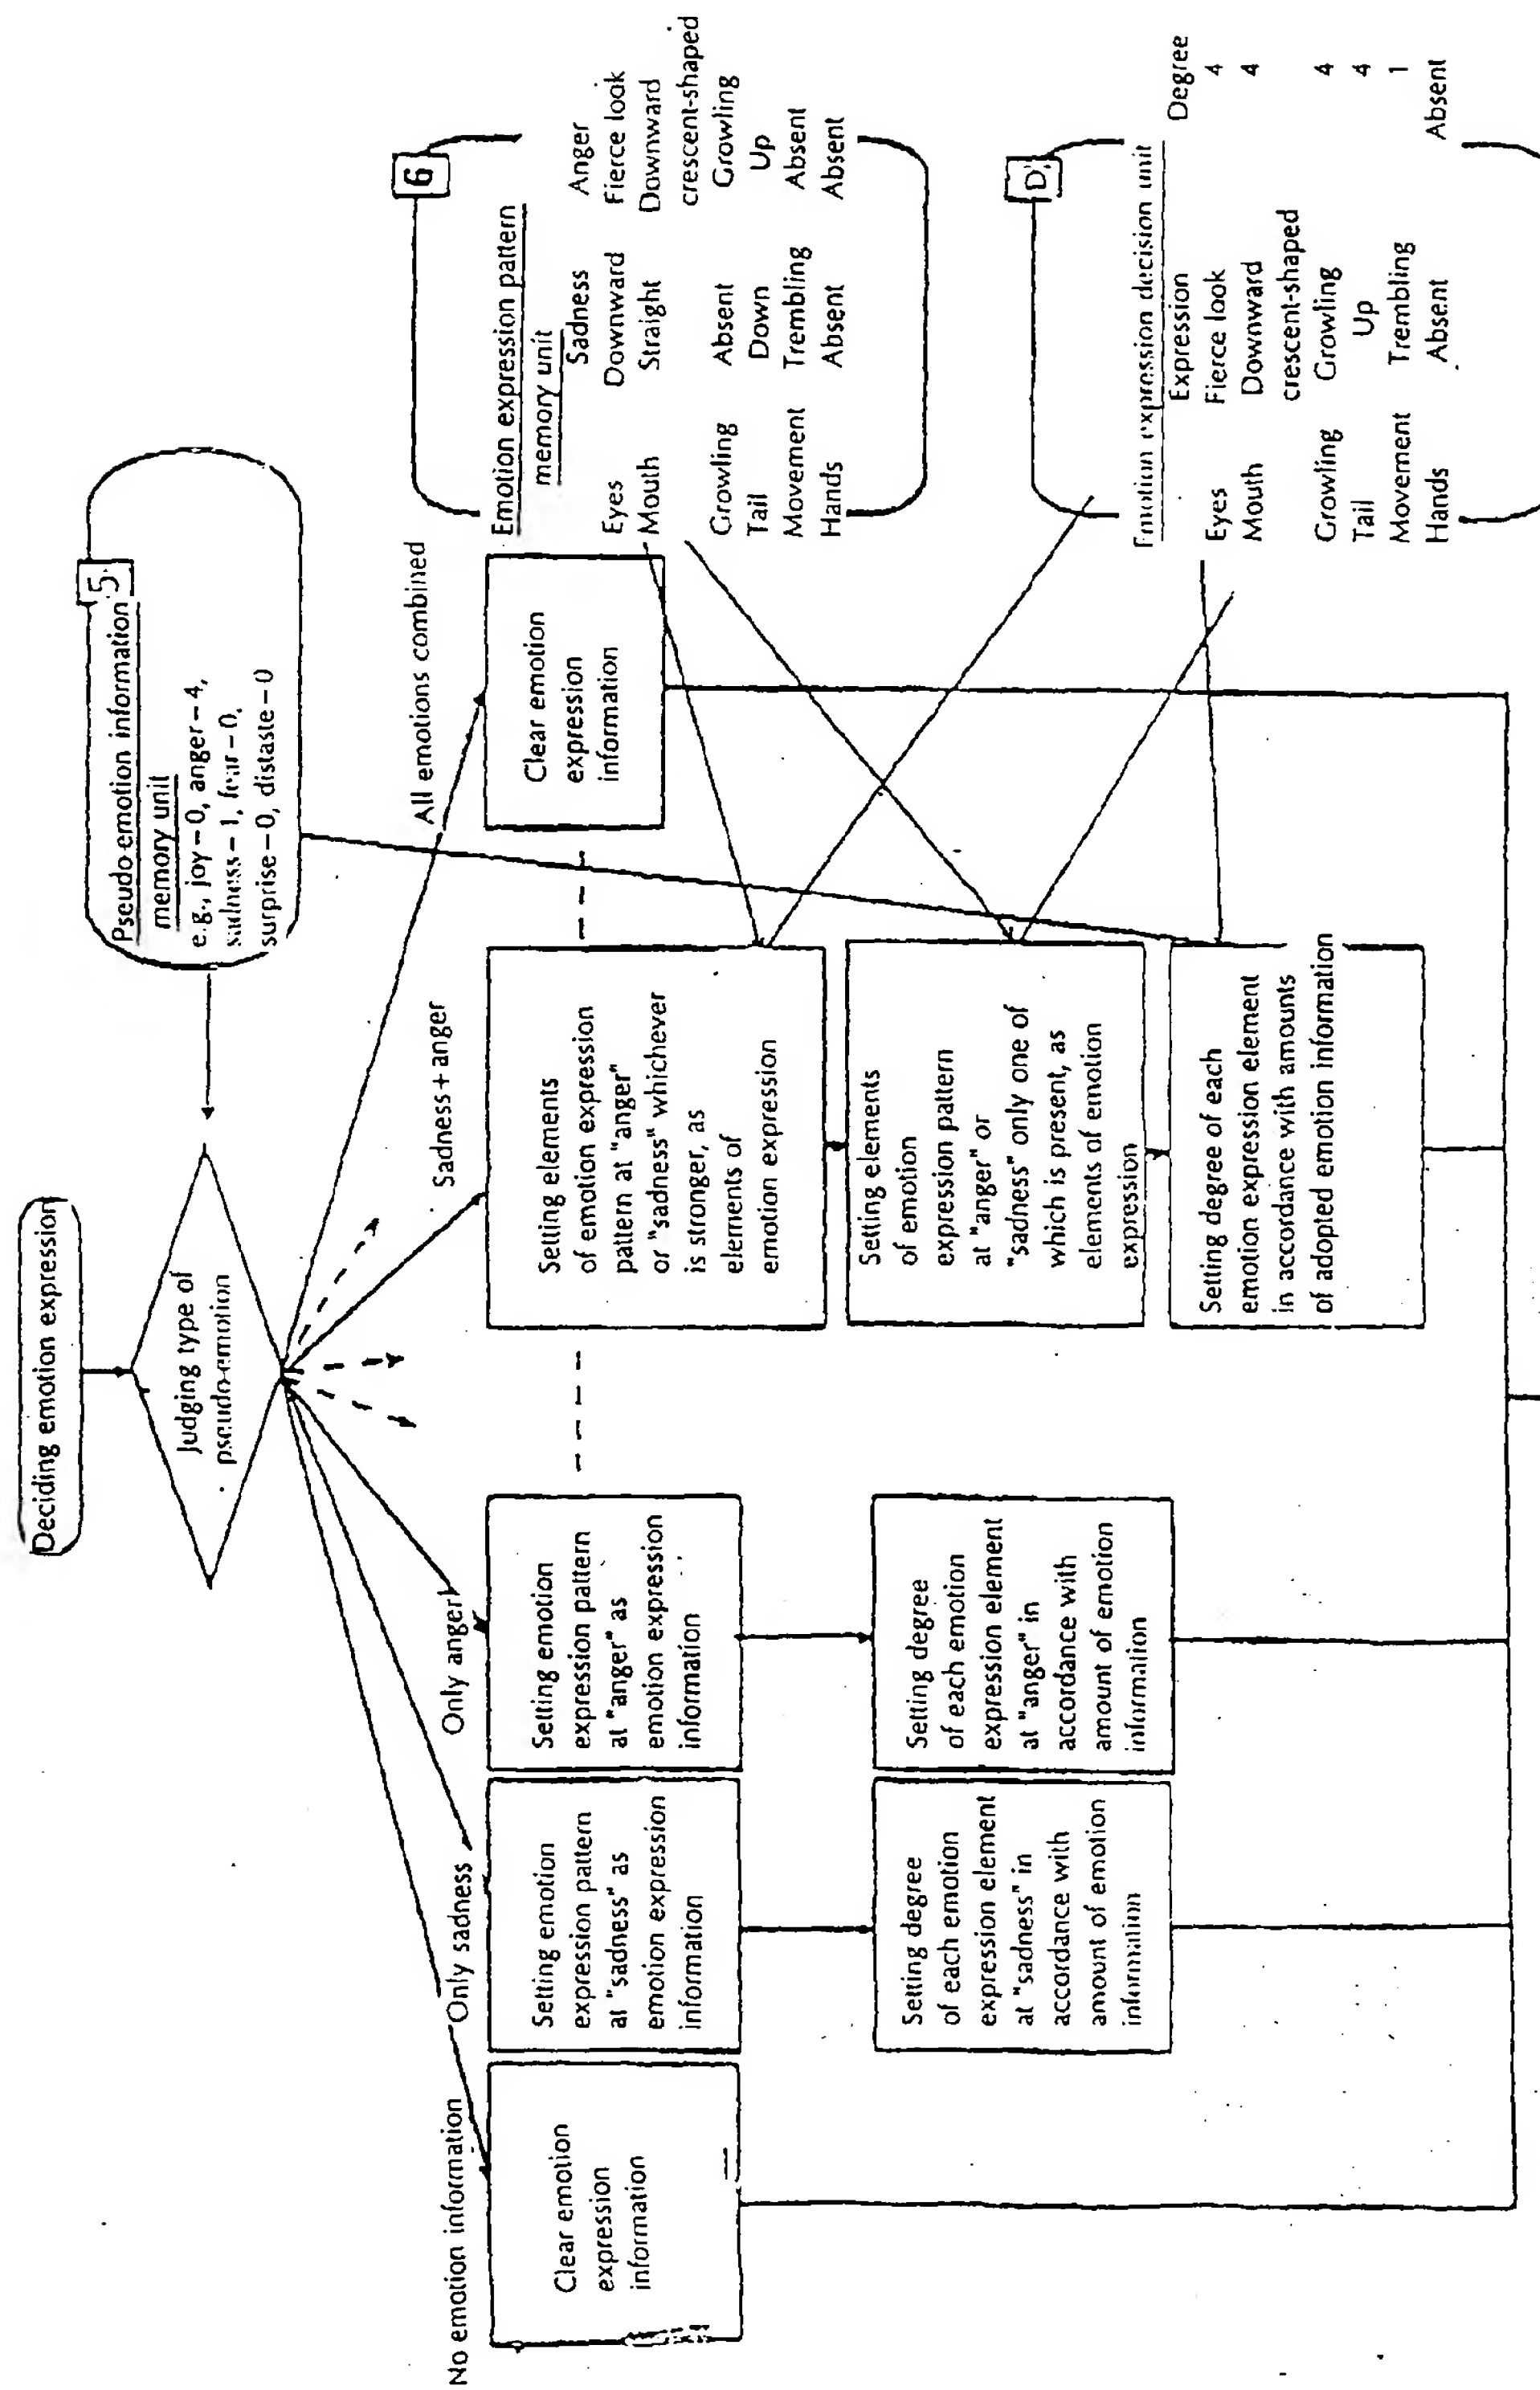 Deciding emotion expression
Judging type of
pseudo-emotion
5
Pseudo-emotion information
memory unit
e.g., joy – 0, anger – 4,
sadness – 1, fear – 0,
surprise – 0, distaste – 0
No emotion information
Only sadness
Only anger
Sadness + anger
All emotions combined
Clear emotion
expression
information
Setting emotion
expression pattern
at "sadness" as
emotion expression
information
Setting emotion
expression pattern
at "anger" as
emotion expression
information
Setting elements
of emotion expression
pattern at "anger"
or "sadness" whichever
is stronger, as
elements of
emotion expression
Clear emotion
expression
information
Setting degree
of each emotion
expression element
at "sadness" in
accordance with
amount of emotion
information
Setting degree
of each emotion
expression element
at "anger" in
accordance with
amount of emotion
information
Setting elements
of emotion
expression pattern
at "anger" or
"sadness" only one of
which is present, as
elements of emotion
expression
Setting degree of each
emotion expression element
in accordance with amounts
of adopted emotion information
6
Emotion expression pattern
memory unit
Sadness Anger
Eyes Downward Fierce look
Mouth Straight Downward
crescent-shaped
Growling Absent Growling
Tail Down Up
Movement Trembling Absent
Hands Absent Absent
D
Emotion expression decision unit
Expression Degree
Eyes Fierce look 4
Mouth Downward 4
crescent-shaped
Growling Growling 4
Tail Up 4
Movement Trembling 1
Hands Absent Absent